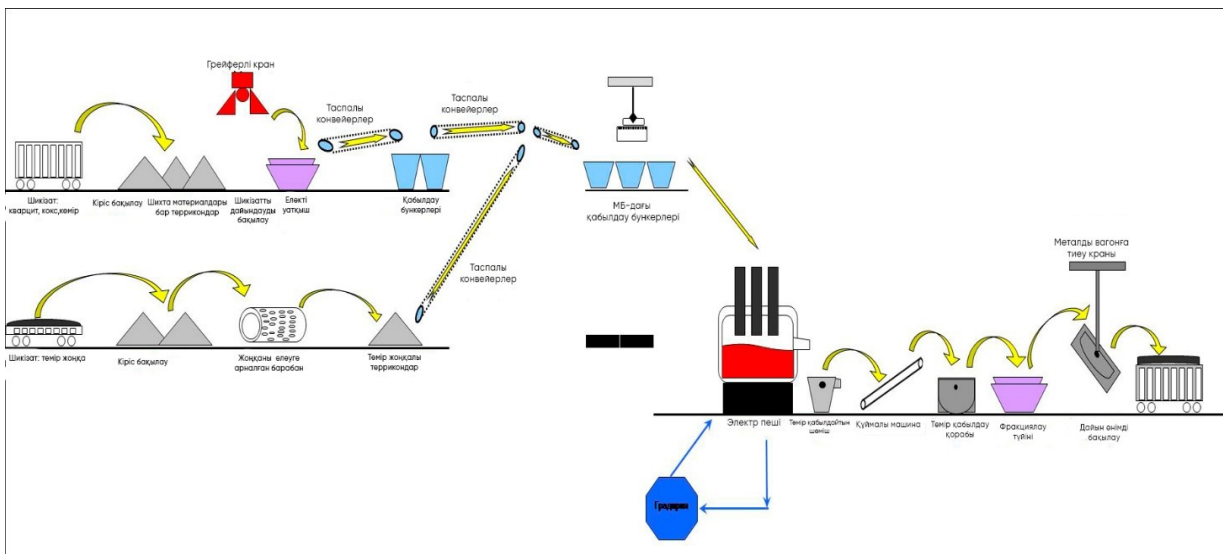 Грейферлі кран
Таспалы
конвейерлер
Таспалы
конвейерлер
Шикізат:
кварцит, кокс,көмір
Кіріс бақылау
Шихта материалдары
бар террикондар
Шикізатты
дайындауды
бақылау
Електі
уатқыш
Қабылдау
бункерлері
МБ-дағы
қабылдау бункерлері
Таспалы
конвейерлер
Шикізат: темір жоңқа
Кіріс бақылау
Жоңқаны елеуге
арналған барабан
Темір жоңқалы
террикондар
Металды вагонға
тиеу краны
Электр пеші
Темір қабылдайтын
шөміш
Құймалы машина
Темір қабылдау
қорабы
Фракциялау
түйіні
Дайын өнімді
бақылау
Градирня